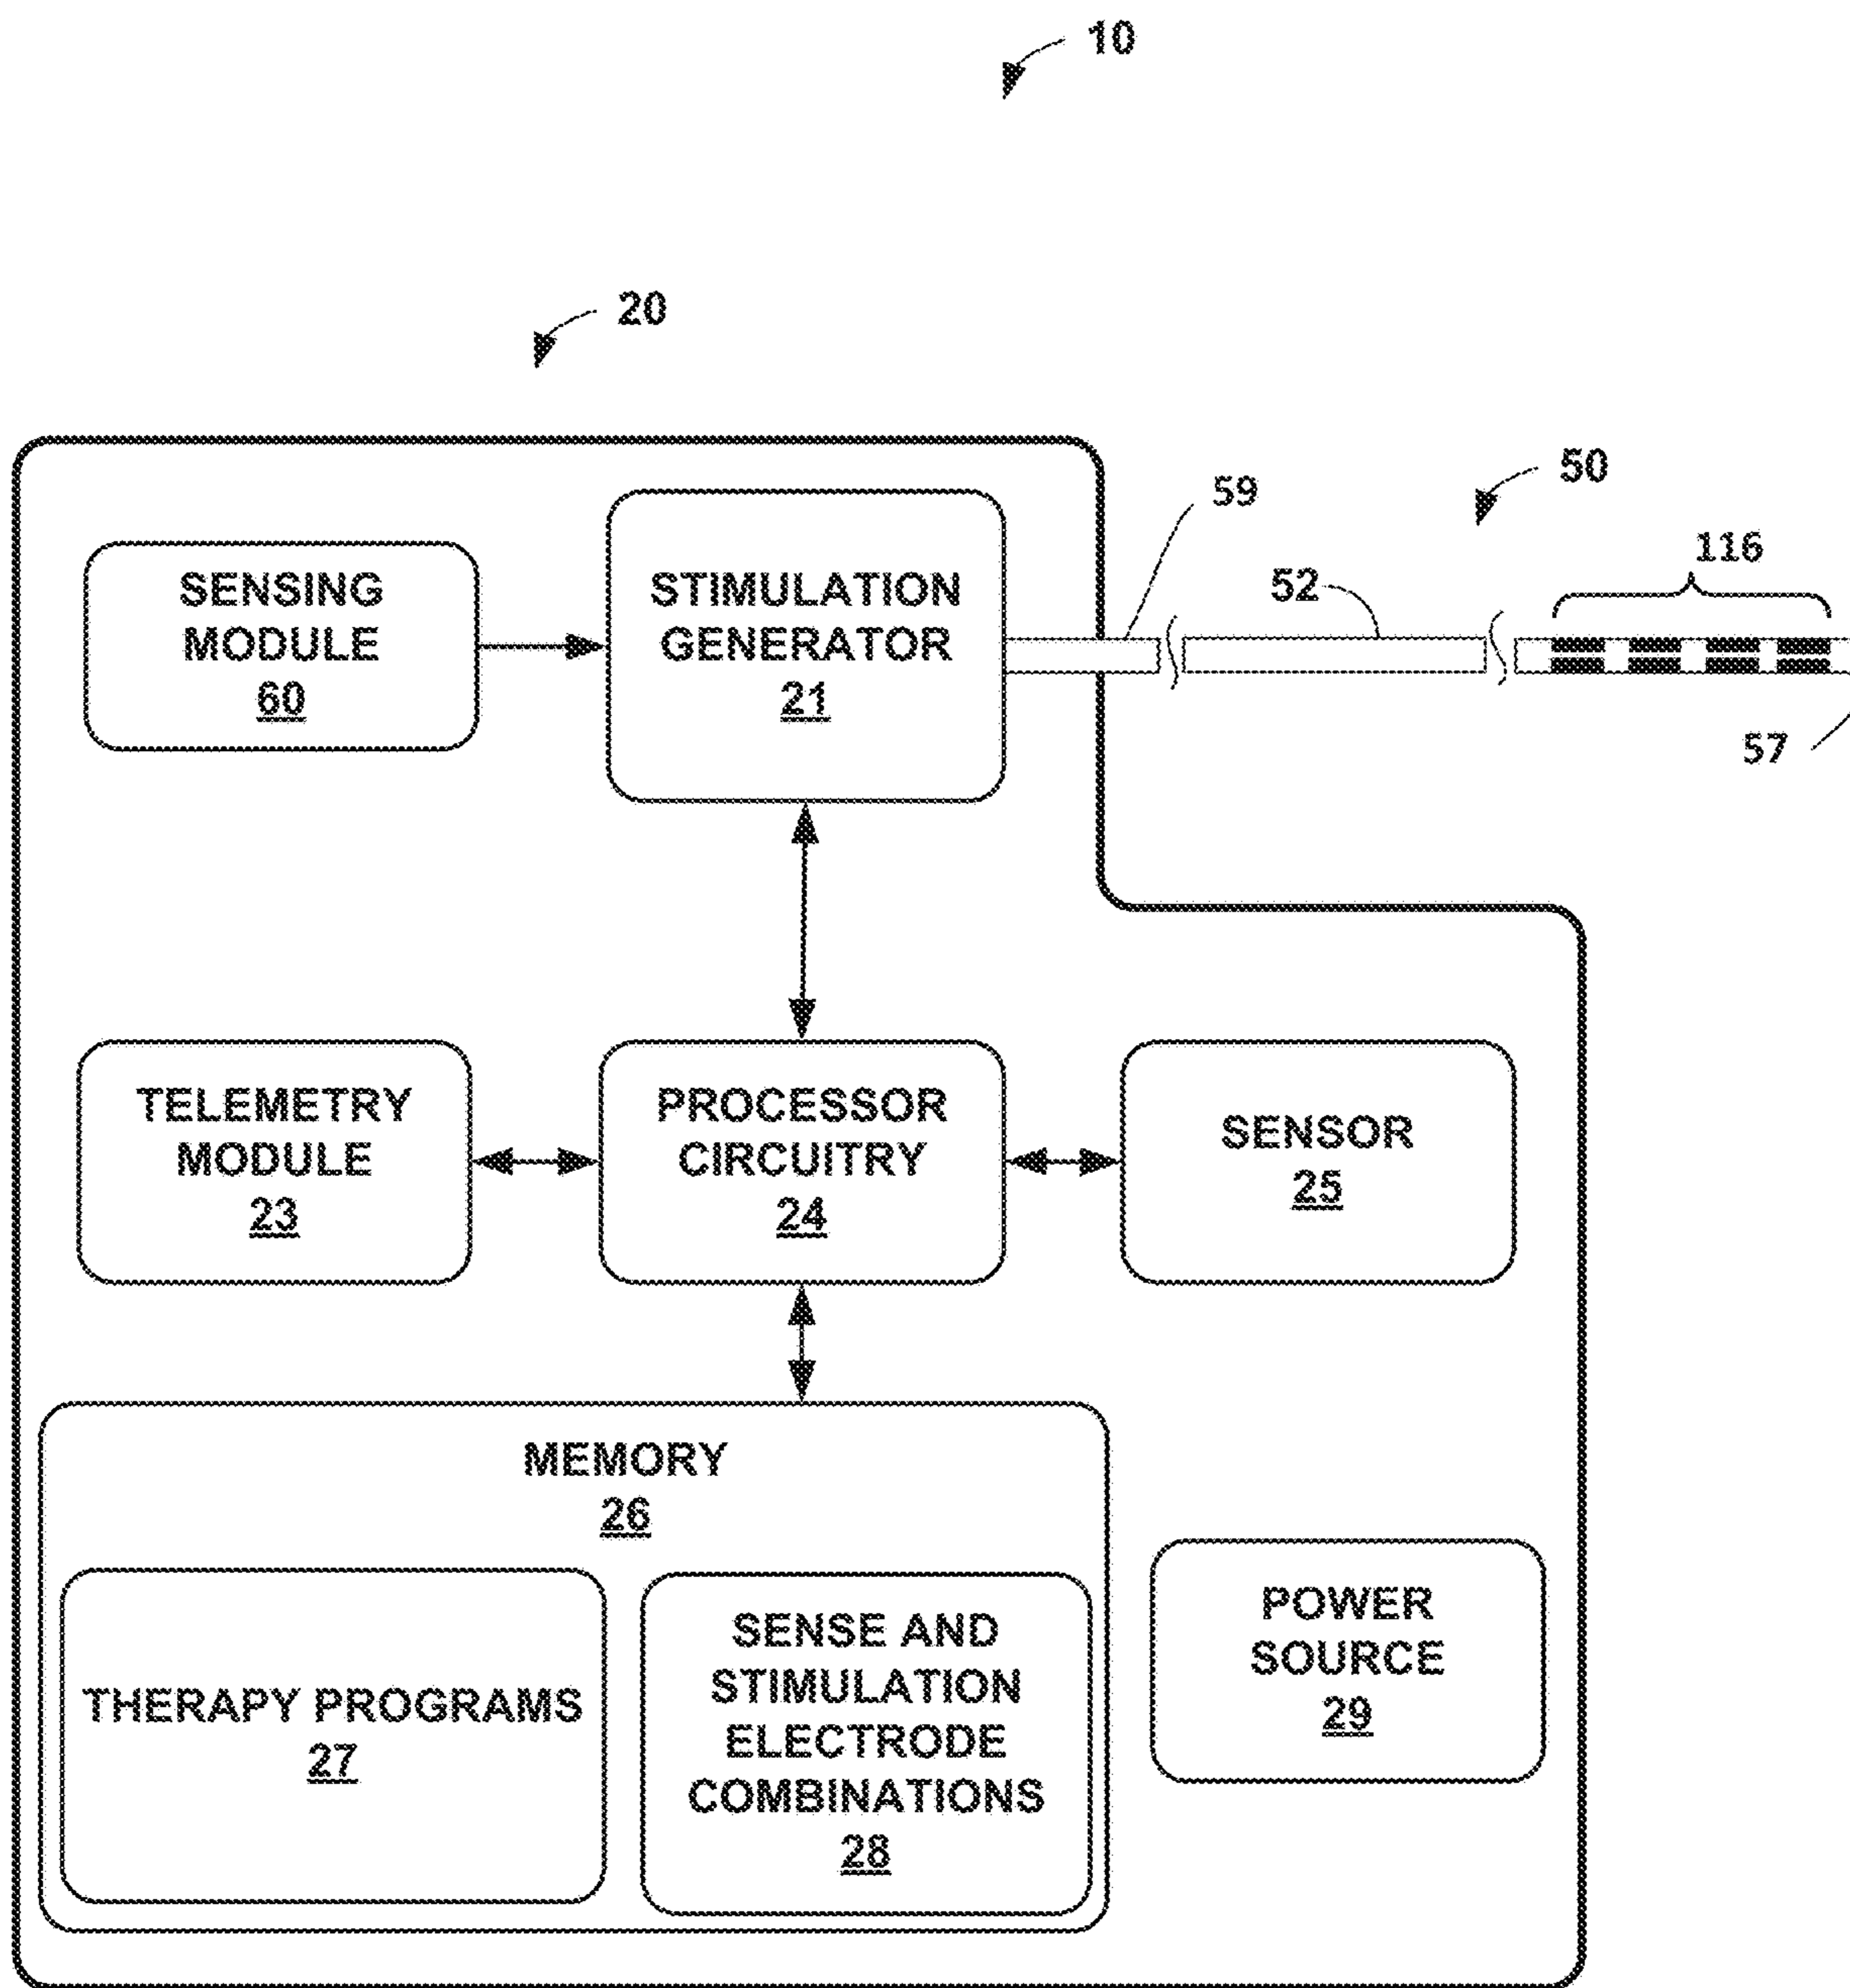 10
20
50
59
116
52
57
SENSING
MODULE
60
STIMULATION
GENERATOR
21
TELEMETRY
MODULE
23
PROCESSOR
CIRCUITRY
24
SENSOR
25
MEMORY
26
THERAPY PROGRAMS
27
SENSE AND
STIMULATION
ELECTRODE
COMBINATIONS
28
POWER
SOURCE
29